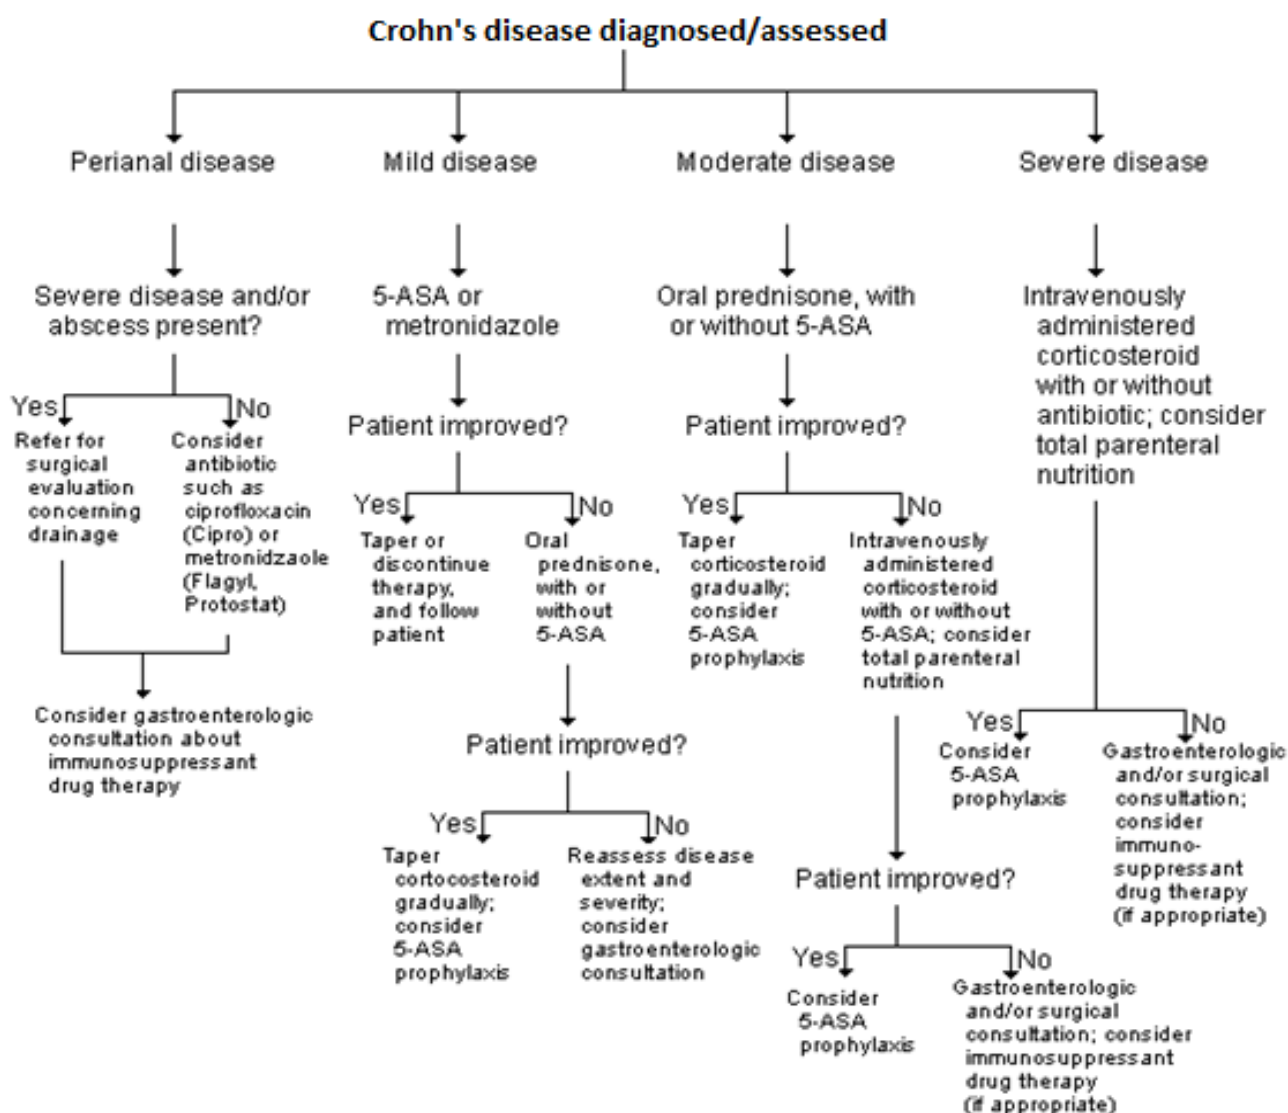 Crohn's disease diagnosed/assessed
Perianal disease
Mild disease
Moderate disease
Severe disease
Severe disease and/or
abscess present?
5-ASA or
metronidazole
Oral prednisone, with
or without 5-ASA
Intravenously
administered
corticosteroid
with or without
antibiotic; consider
total parenteral
nutrition
Yes
No
Refer for
surgical
evaluation
concerning
drainage
Consider
antibiotic
such as
ciprofloxacin
(Cipro) or
metronidzaole
(Flagyl,
Protostat)
Consider gastroenterologic
consultation about
immunosuppressant
drug therapy
Patient improved?
Yes
No
Taper or
discontinue
therapy,
and follow
patient
Oral
prednisone,
with or
without
5-ASA
Patient improved?
Yes
No
Taper
cortocosteroid
gradually;
consider
5-ASA
prophylaxis
Reassess disease
extent and
severity;
consider
gastroenterologic
consultation
Patient improved?
Yes
No
Taper
corticosteroid
gradually;
consider
5-ASA
prophylaxis
Intravenously
administered
corticosteroid
with or without
5-ASA; consider
total parenteral
nutrition
Patient improved?
Yes
No
Consider
5-ASA
prophylaxis
Gastroenterologic
and/or surgical
consultation; consider
immunosuppressant
drug therapy
(if appropriate)
Yes
No
Consider
5-ASA
prophylaxis
Gastroenterologic
and/or surgical
consultation;
consider
immuno-
suppressant
drug therapy
(if appropriate)